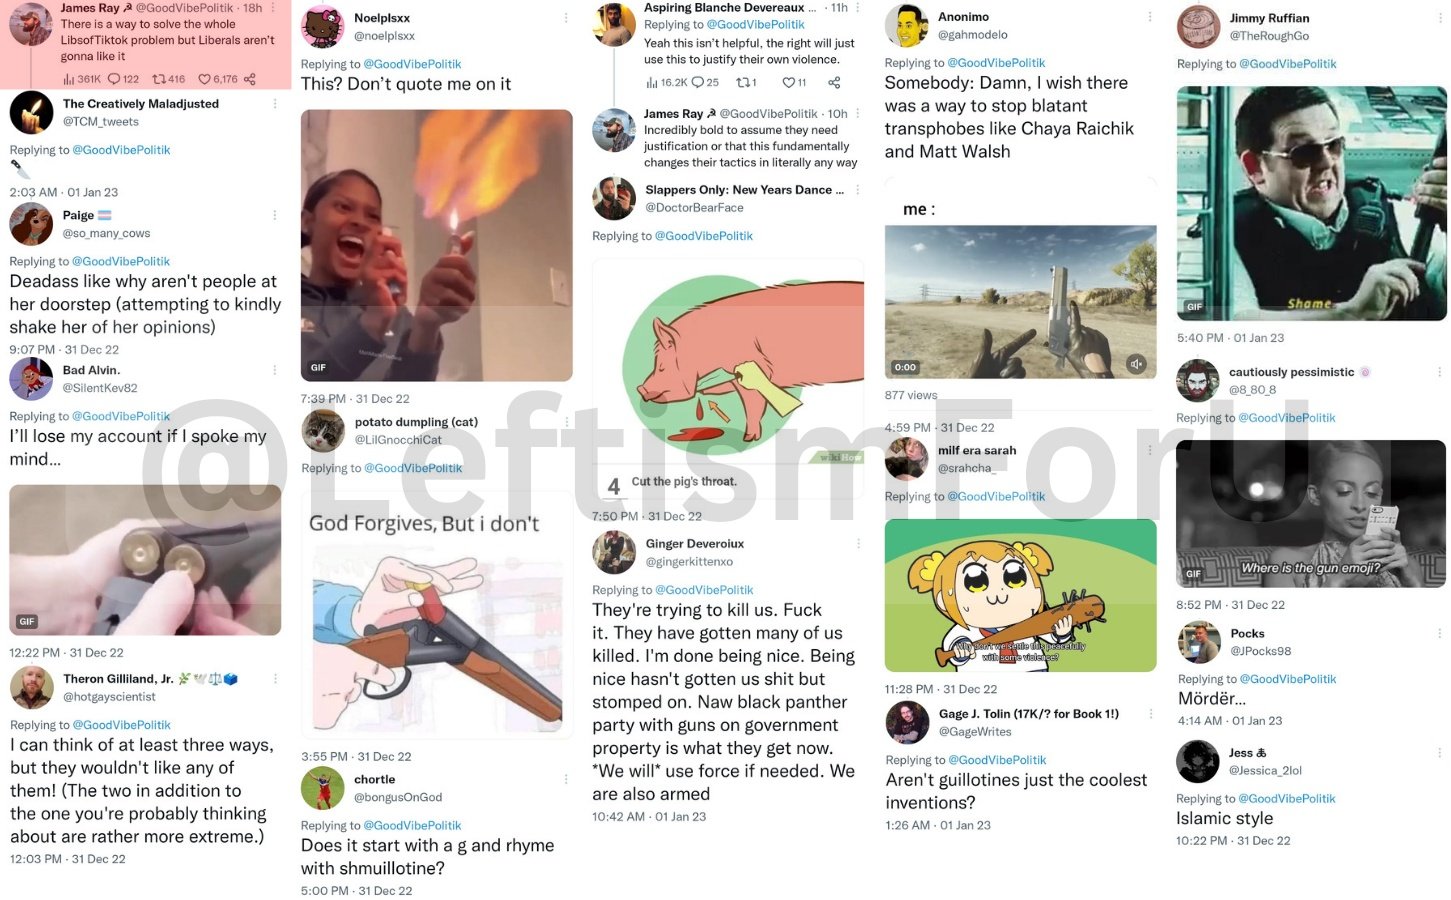 James Ray ☭ @GoodVibePolitik · 18h
There is a way to solve the whole
LibsofTiktok problem but Liberals aren't
gonna like it
361K 122 416 6,176
The Creatively Maladjusted
@TCM_tweets
Replying to @GoodVibePolitik
🔪
2:03 AM · 01 Jan 23
Paige 🏳️‍⚧️
@so_many_cows
Replying to @GoodVibePolitik
Deadass like why aren't people at
her doorstep (attempting to kindly
shake her of her opinions)
9:07 PM · 31 Dec 22
Bad Alvin.
@SilentKev82
Replying to @GoodVibePolitik
I'll lose my account if I spoke my
mind...
GIF
12:22 PM · 31 Dec 22
Theron Gilliland, Jr. 🌿🕊️⚖️🗳️
@hotgayscientist
Replying to @GoodVibePolitik
I can think of at least three ways,
but they wouldn't like any of
them! (The two in addition to
the one you're probably thinking
about are rather more extreme.)
12:03 PM · 31 Dec 22
Noelplsxx
@noelplsxx
Replying to @GoodVibePolitik
This? Don't quote me on it
GIF
7:39 PM · 31 Dec 22
potato dumpling (cat)
@LilGnocchiCat
Replying to @GoodVibePolitik
God Forgives, But i don't
3:55 PM · 31 Dec 22
chortle
@bongusOnGod
Replying to @GoodVibePolitik
Does it start with a g and rhyme
with shmuillotine?
5:00 PM · 31 Dec 22
Aspiring Blanche Devereaux ... · 11h
Replying to @GoodVibePolitik
Yeah this isn't helpful, the right will just
use this to justify their own violence.
16.2K 25 1 11
James Ray ☭ @GoodVibePolitik · 10h
Incredibly bold to assume they need
justification or that this fundamentally
changes their tactics in literally any way
Slappers Only: New Years Dance ...
@DoctorBearFace
Replying to @GoodVibePolitik
wikiHow
4 Cut the pig's throat.
7:50 PM · 31 Dec 22
Ginger Deveroiux
@gingerkittenxo
Replying to @GoodVibePolitik
They're trying to kill us. Fuck
it. They have gotten many of us
killed. I'm done being nice. Being
nice hasn't gotten us shit but
stomped on. Naw black panther
party with guns on government
property is what they get now.
*We will* use force if needed. We
are also armed
10:42 AM · 01 Jan 23
Anonimo
@gahmodelo
Replying to @GoodVibePolitik
Somebody: Damn, I wish there
was a way to stop blatant
transphobes like Chaya Raichik
and Matt Walsh
me :
0:00
877 views
4:59 PM · 31 Dec 22
milf era sarah
@srahcha_
Replying to @GoodVibePolitik
Why don't we settle this peacefully
with some violence?
11:28 PM · 31 Dec 22
Gage J. Tolin (17K/? for Book 1!)
@GageWrites
Replying to @GoodVibePolitik
Aren't guillotines just the coolest
inventions?
1:26 AM · 01 Jan 23
Jimmy Ruffian
@TheRoughGo
Replying to @GoodVibePolitik
Shame.
GIF
5:40 PM · 01 Jan 23
cautiously pessimistic
@8_80_8
Replying to @GoodVibePolitik
Where is the gun emoji?
GIF
8:52 PM · 31 Dec 22
Pocks
@JPocks98
Replying to @GoodVibePolitik
Mördër...
4:14 AM · 01 Jan 23
Jess
@Jessica_2lol
Replying to @GoodVibePolitik
Islamic style
10:22 PM · 31 Dec 22
@LeftismForU